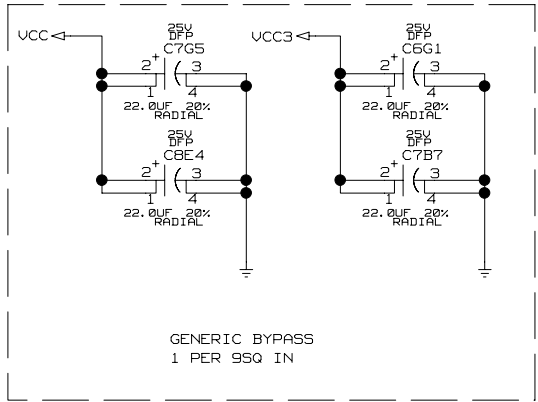 VCC
25V
DFP
C7G5
2 + 3
1 4
22.0UF 20%
RADIAL
25V
DFP
C8E4
2 + 3
1 4
22.0UF 20%
RADIAL
VCC3
25V
DFP
C6G1
2 + 3
1 4
22.0UF 20%
RADIAL
25V
DFP
C7B7
2 + 3
1 4
22.0UF 20%
RADIAL
GENERIC BYPASS
1 PER 9SQ IN